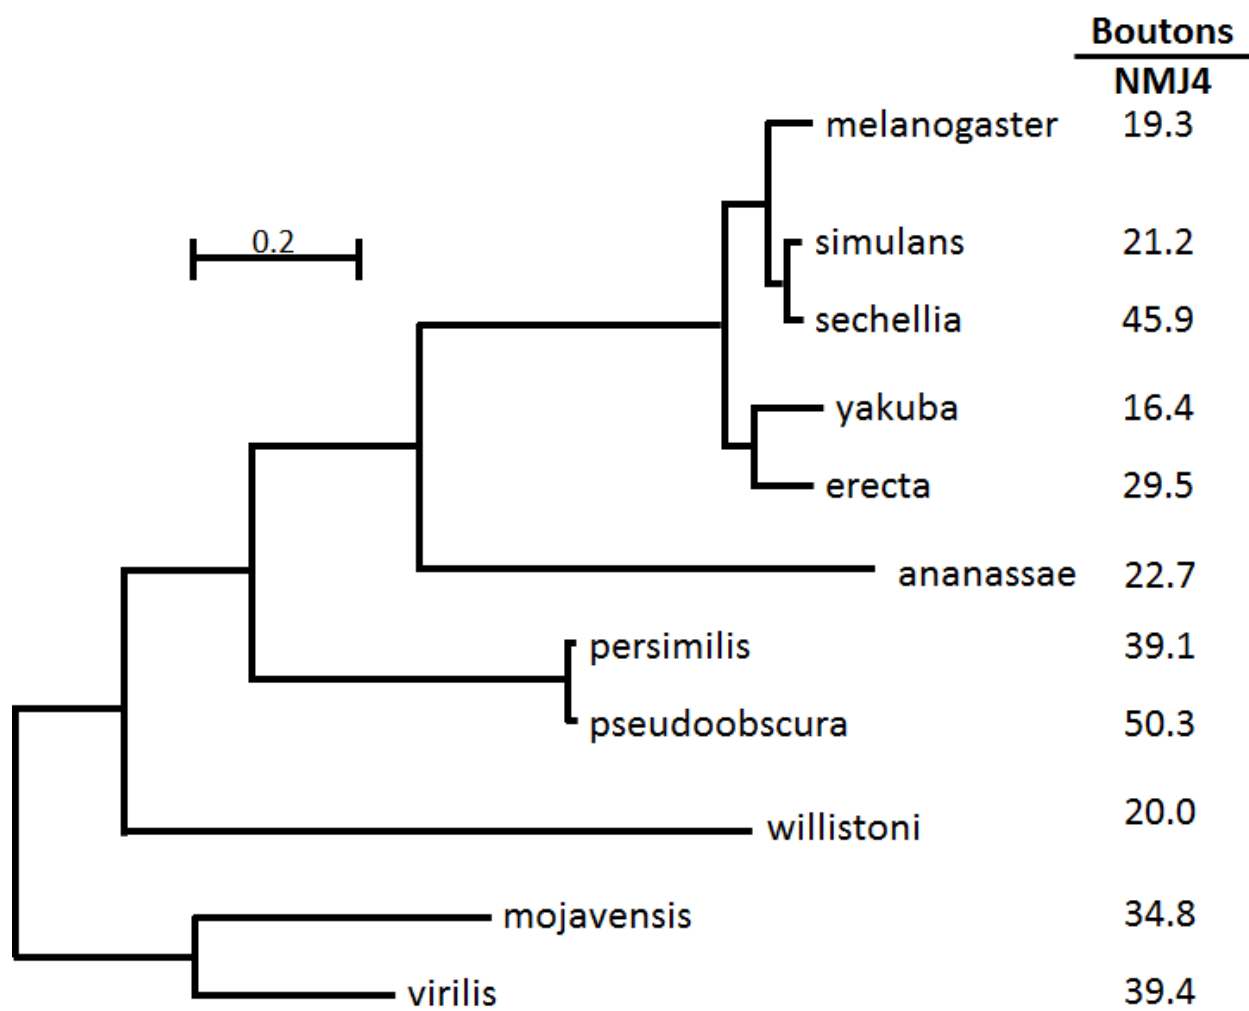 Boutons
NMJ4
melanogaster 19.3
0.2
simulans 21.2
sechellia 45.9
yakuba 16.4
erecta 29.5
ananassae 22.7
persimilis 39.1
pseudoobscura 50.3
willistoni 20.0
mojavensis 34.8
virilis 39.4